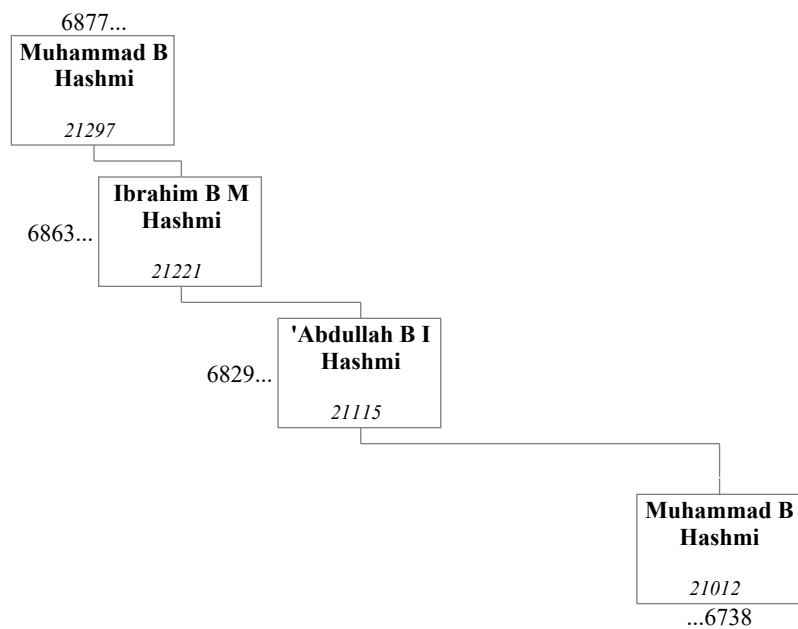 6877...
Muhammad B
Hashmi
21297
Ibrahim B M
Hashmi
6863...
21221
'Abdullah B I
Hashmi
6829...
21115
Muhammad B
Hashmi
21012
...6738